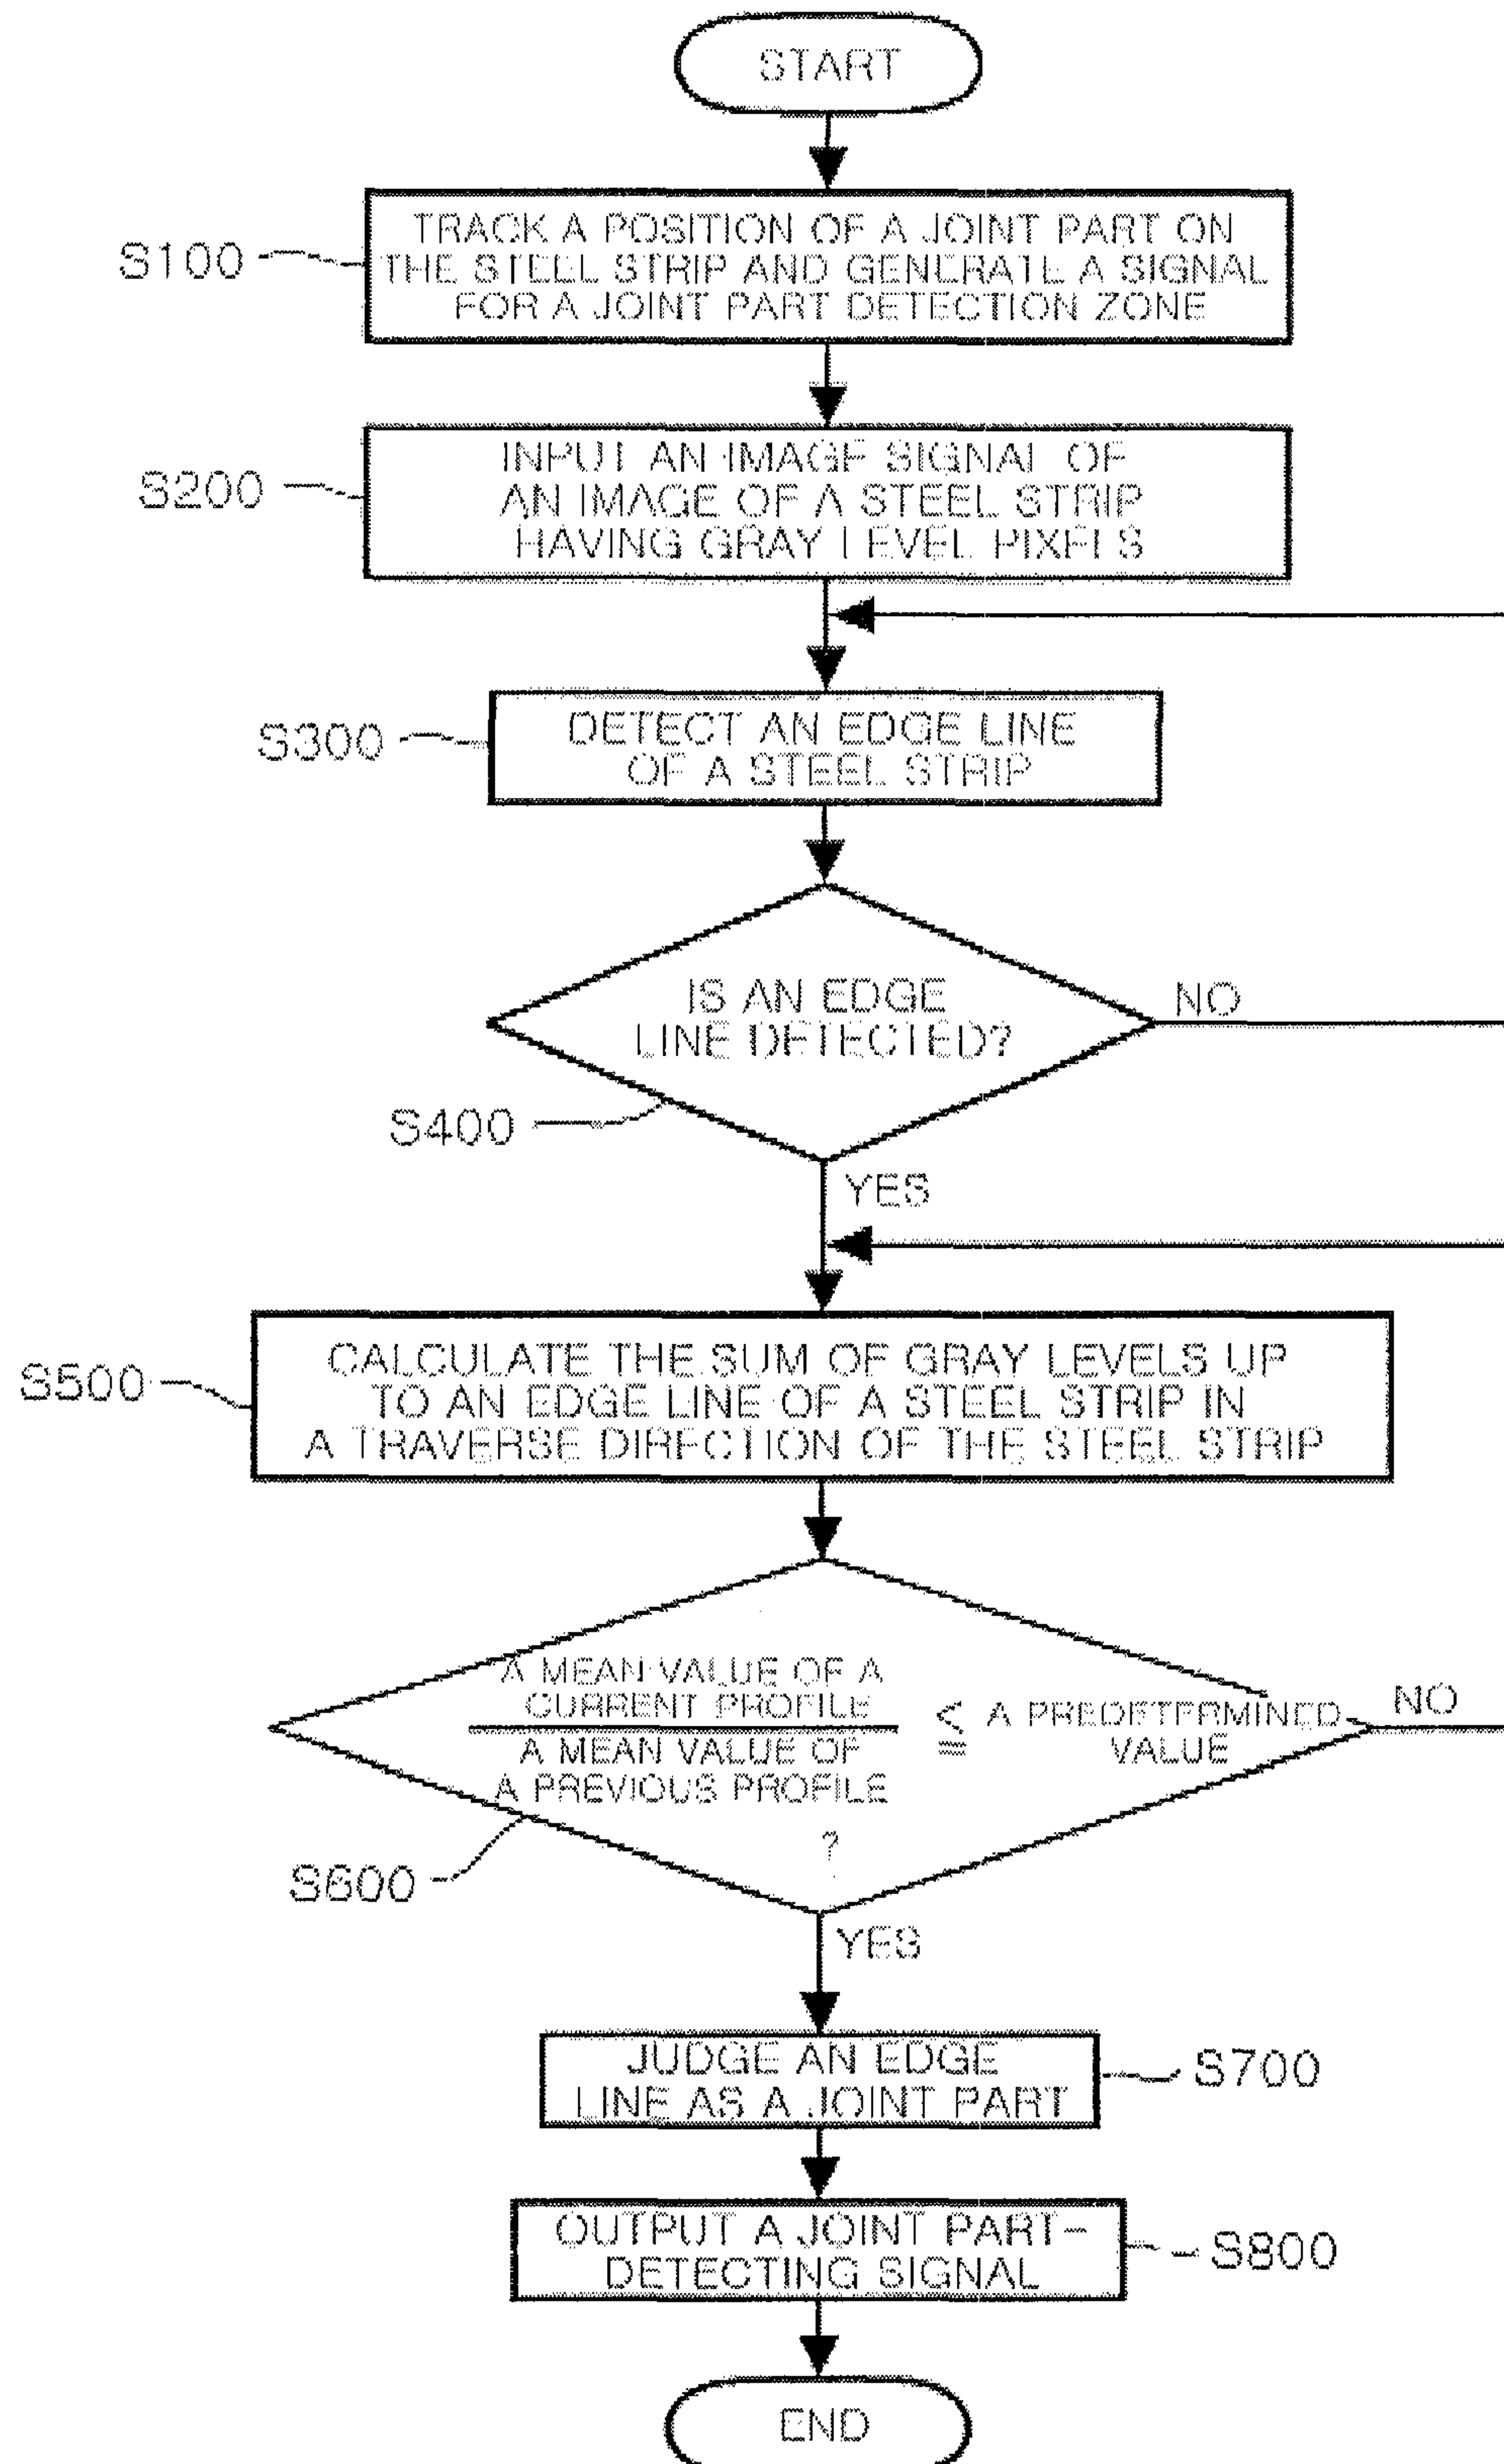 START
S100
TRACK A POSITION OF A JOINT PART ON
THE STEEL STRIP AND GENERATE A SIGNAL
FOR A JOINT PART DETECTION ZONE
S200
INPUT AN IMAGE SIGNAL OF
AN IMAGE OF A STEEL STRIP
HAVING GRAY LEVEL PIXELS
S300
DETECT AN EDGE LINE
OF A STEEL STRIP
IS AN EDGE
LINE DETECTED?
NO
S400
YES
S500
CALCULATE THE SUM OF GRAY LEVELS UP
TO AN EDGE LINE OF A STEEL STRIP IN
A TRAVERSE DIRECTION OF THE STEEL STRIP
A MEAN VALUE OF A
CURRENT PROFILE
A MEAN VALUE OF
A PREVIOUS PROFILE
≦ A PREDETERMINED
VALUE
?
NO
S600
YES
JUDGE AN EDGE
LINE AS A JOINT PART
S700
OUTPUT A JOINT PART-
DETECTING SIGNAL
S800
END